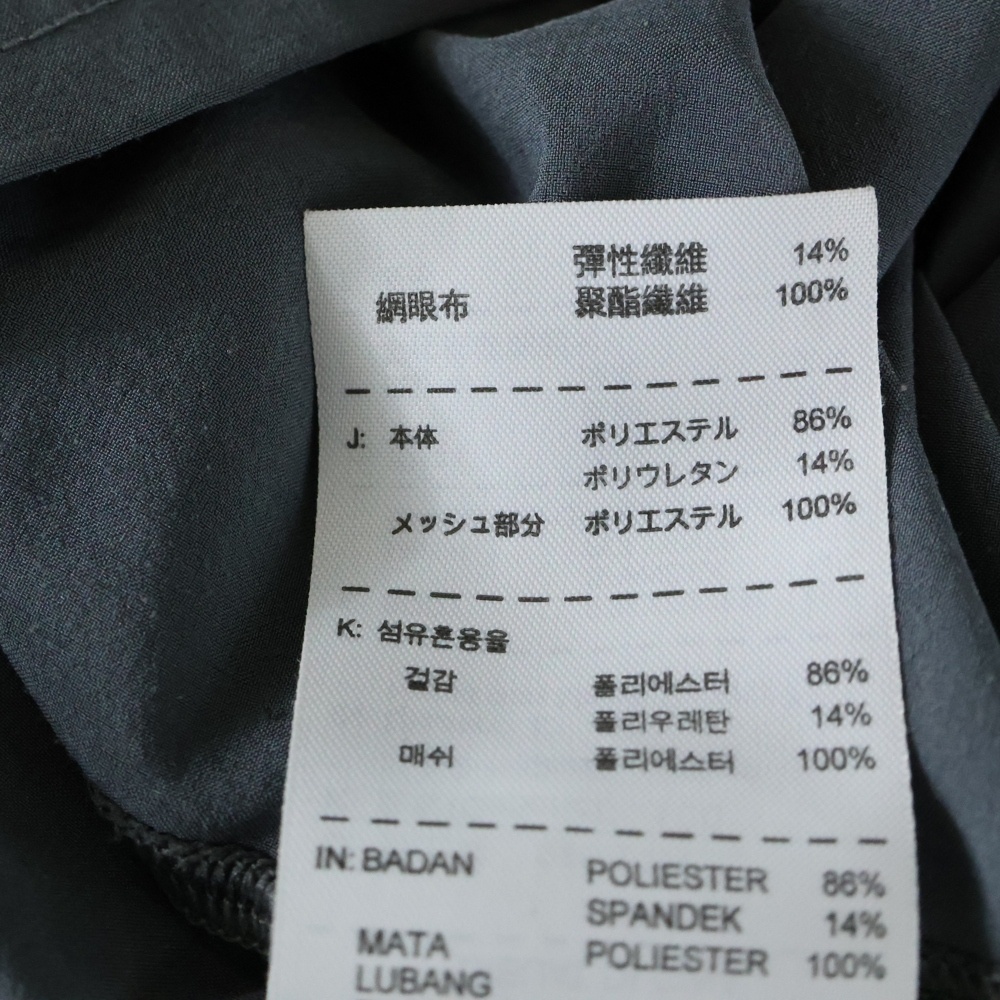 彈性纖維 14%
網眼布 聚酯纖維 100%
J: 本体 ポリエステル 86%
ポリウレタン 14%
メッシュ部分 ポリエステル 100%
K: 섬유혼용율
겉감 폴리에스터 86%
폴리우레탄 14%
매쉬 폴리에스터 100%
IN: BADAN POLIESTER 86%
SPANDEK 14%
MATA POLIESTER 100%
LUBANG